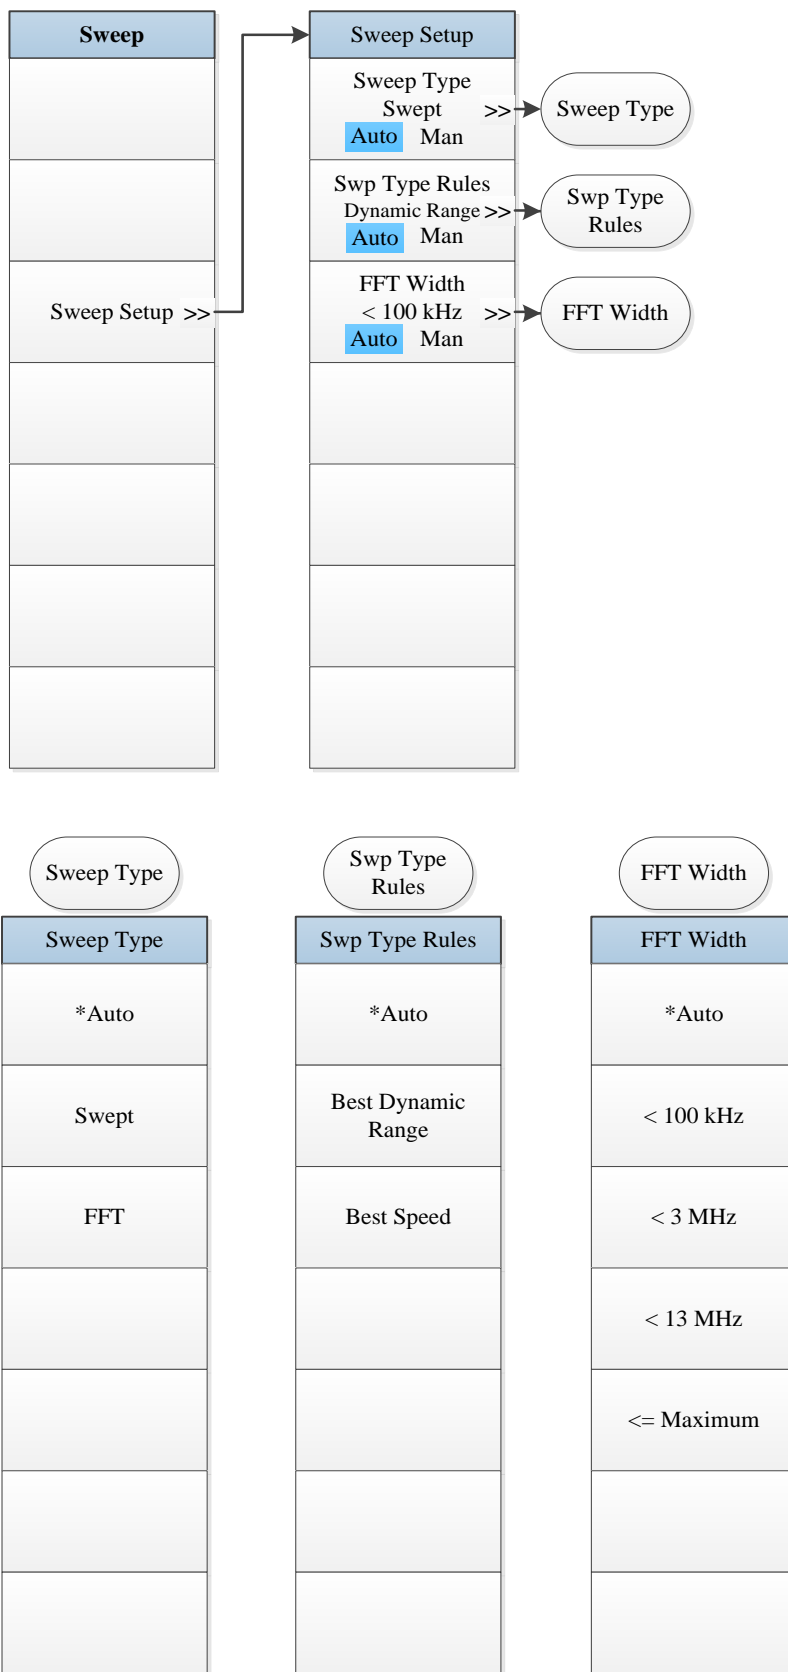 Sweep
Sweep Setup >>
Sweep Setup
Sweep Type
Swept >>
Auto Man
Swp Type Rules
Dynamic Range >>
Auto Man
FFT Width
< 100 kHz >>
Auto Man
Sweep Type
Swp Type
Rules
FFT Width
Sweep Type
Sweep Type
*Auto
Swept
FFT
Swp Type
Rules
Swp Type Rules
*Auto
Best Dynamic
Range
Best Speed
FFT Width
FFT Width
*Auto
< 100 kHz
< 3 MHz
< 13 MHz
<= Maximum